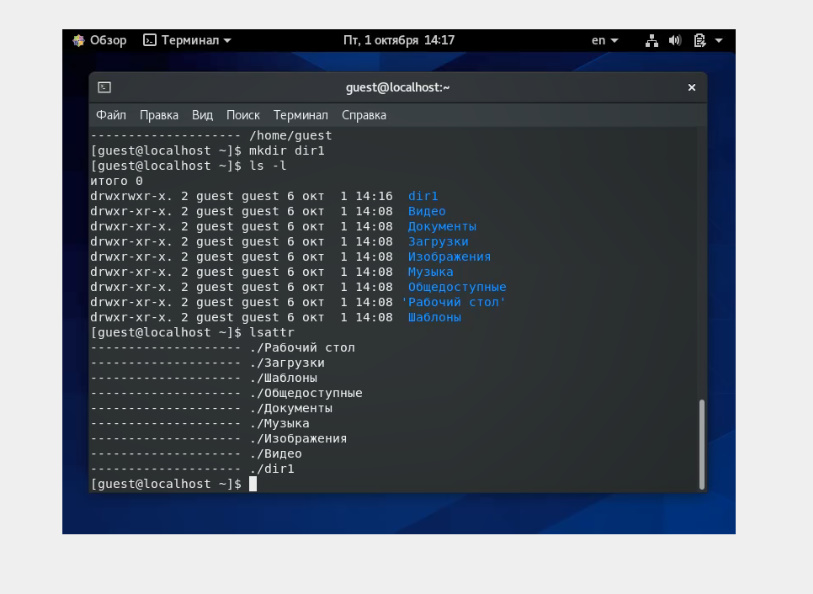 Обзор Терминал Пт, 1 октября 14:17 en
guest@localhost:~ ×
Файл Правка Вид Поиск Терминал Справка
-------------------- /home/guest
[guest@localhost ~]$ mkdir dir1
[guest@localhost ~]$ ls -l
итого 0
drwxrwxr-x. 2 guest guest 6 окт  1 14:16  dir1
drwxr-xr-x. 2 guest guest 6 окт  1 14:08  Видео
drwxr-xr-x. 2 guest guest 6 окт  1 14:08  Документы
drwxr-xr-x. 2 guest guest 6 окт  1 14:08  Загрузки
drwxr-xr-x. 2 guest guest 6 окт  1 14:08  Изображения
drwxr-xr-x. 2 guest guest 6 окт  1 14:08  Музыка
drwxr-xr-x. 2 guest guest 6 окт  1 14:08  Общедоступные
drwxr-xr-x. 2 guest guest 6 окт  1 14:08 'Рабочий стол'
drwxr-xr-x. 2 guest guest 6 окт  1 14:08  Шаблоны
[guest@localhost ~]$ lsattr
-------------------- ./Рабочий стол
-------------------- ./Загрузки
-------------------- ./Шаблоны
-------------------- ./Общедоступные
-------------------- ./Документы
-------------------- ./Музыка
-------------------- ./Изображения
-------------------- ./Видео
-------------------- ./dir1
[guest@localhost ~]$